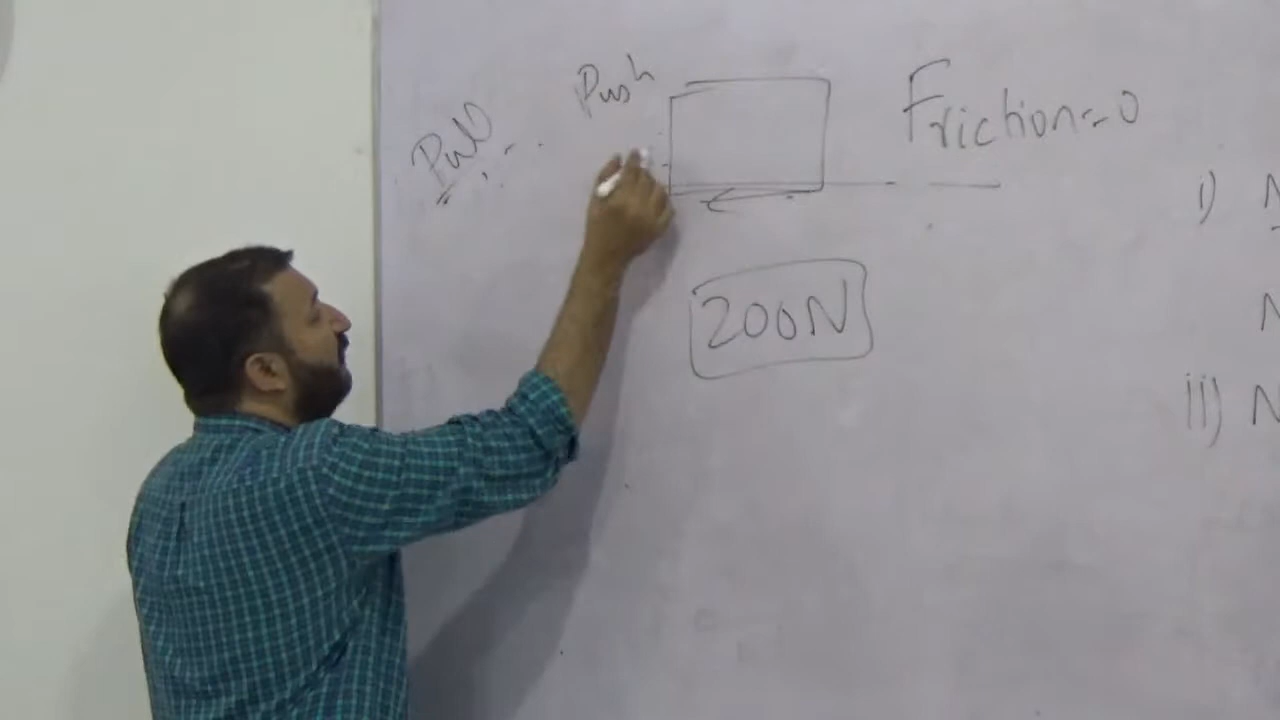 Pull
Push
Friction = 0
200N
i) N
N
ii) N